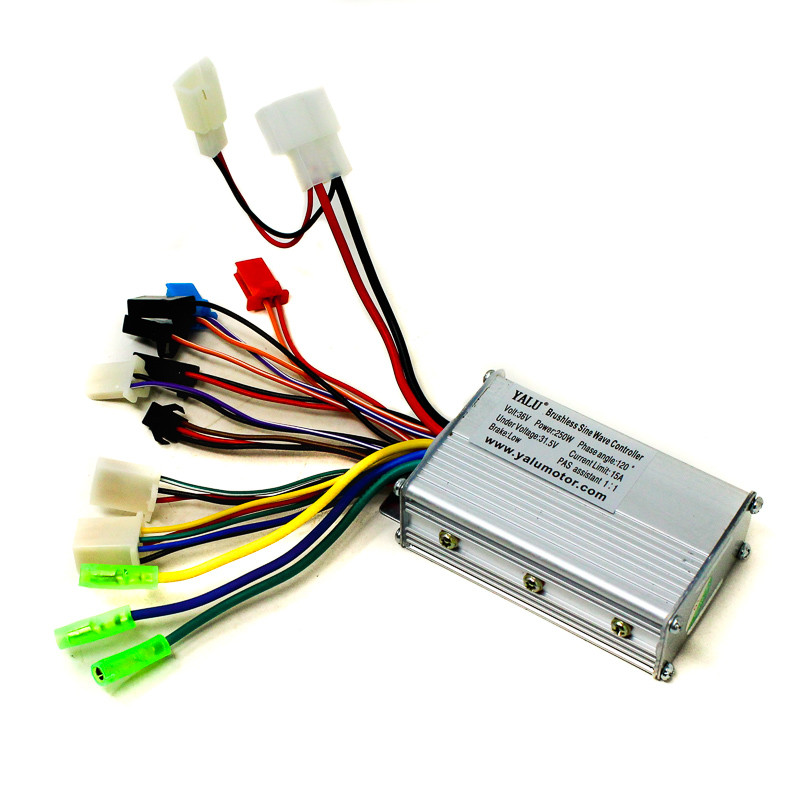 YALU® Brushless Sine Wave Controller
Volt:36V Power:250W Phase angle:120°
Under Voltage:31.5V Current Limit:15A
Brake:Low PAS assistant 1:1
www.yalumotor.com